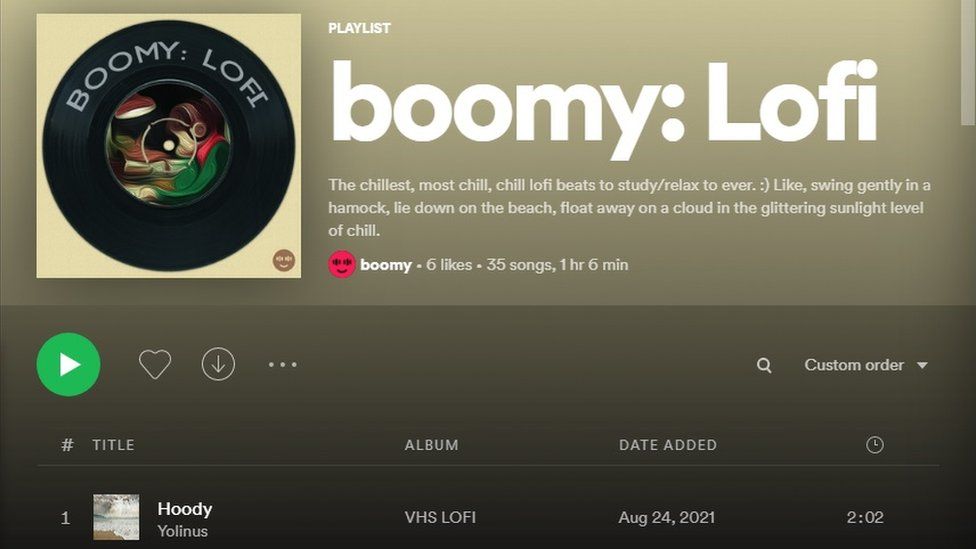 BOOMY: LOFI
PLAYLIST
boomy: Lofi
The chillest, most chill, chill lofi beats to study/relax to ever. :) Like, swing gently in a
hamock, lie down on the beach, float away on a cloud in the glittering sunlight level
of chill.
boomy • 6 likes • 35 songs, 1 hr 6 min
Custom order
# TITLE ALBUM DATE ADDED
1 Hoody VHS LOFI Aug 24, 2021 2:02
Yolinus